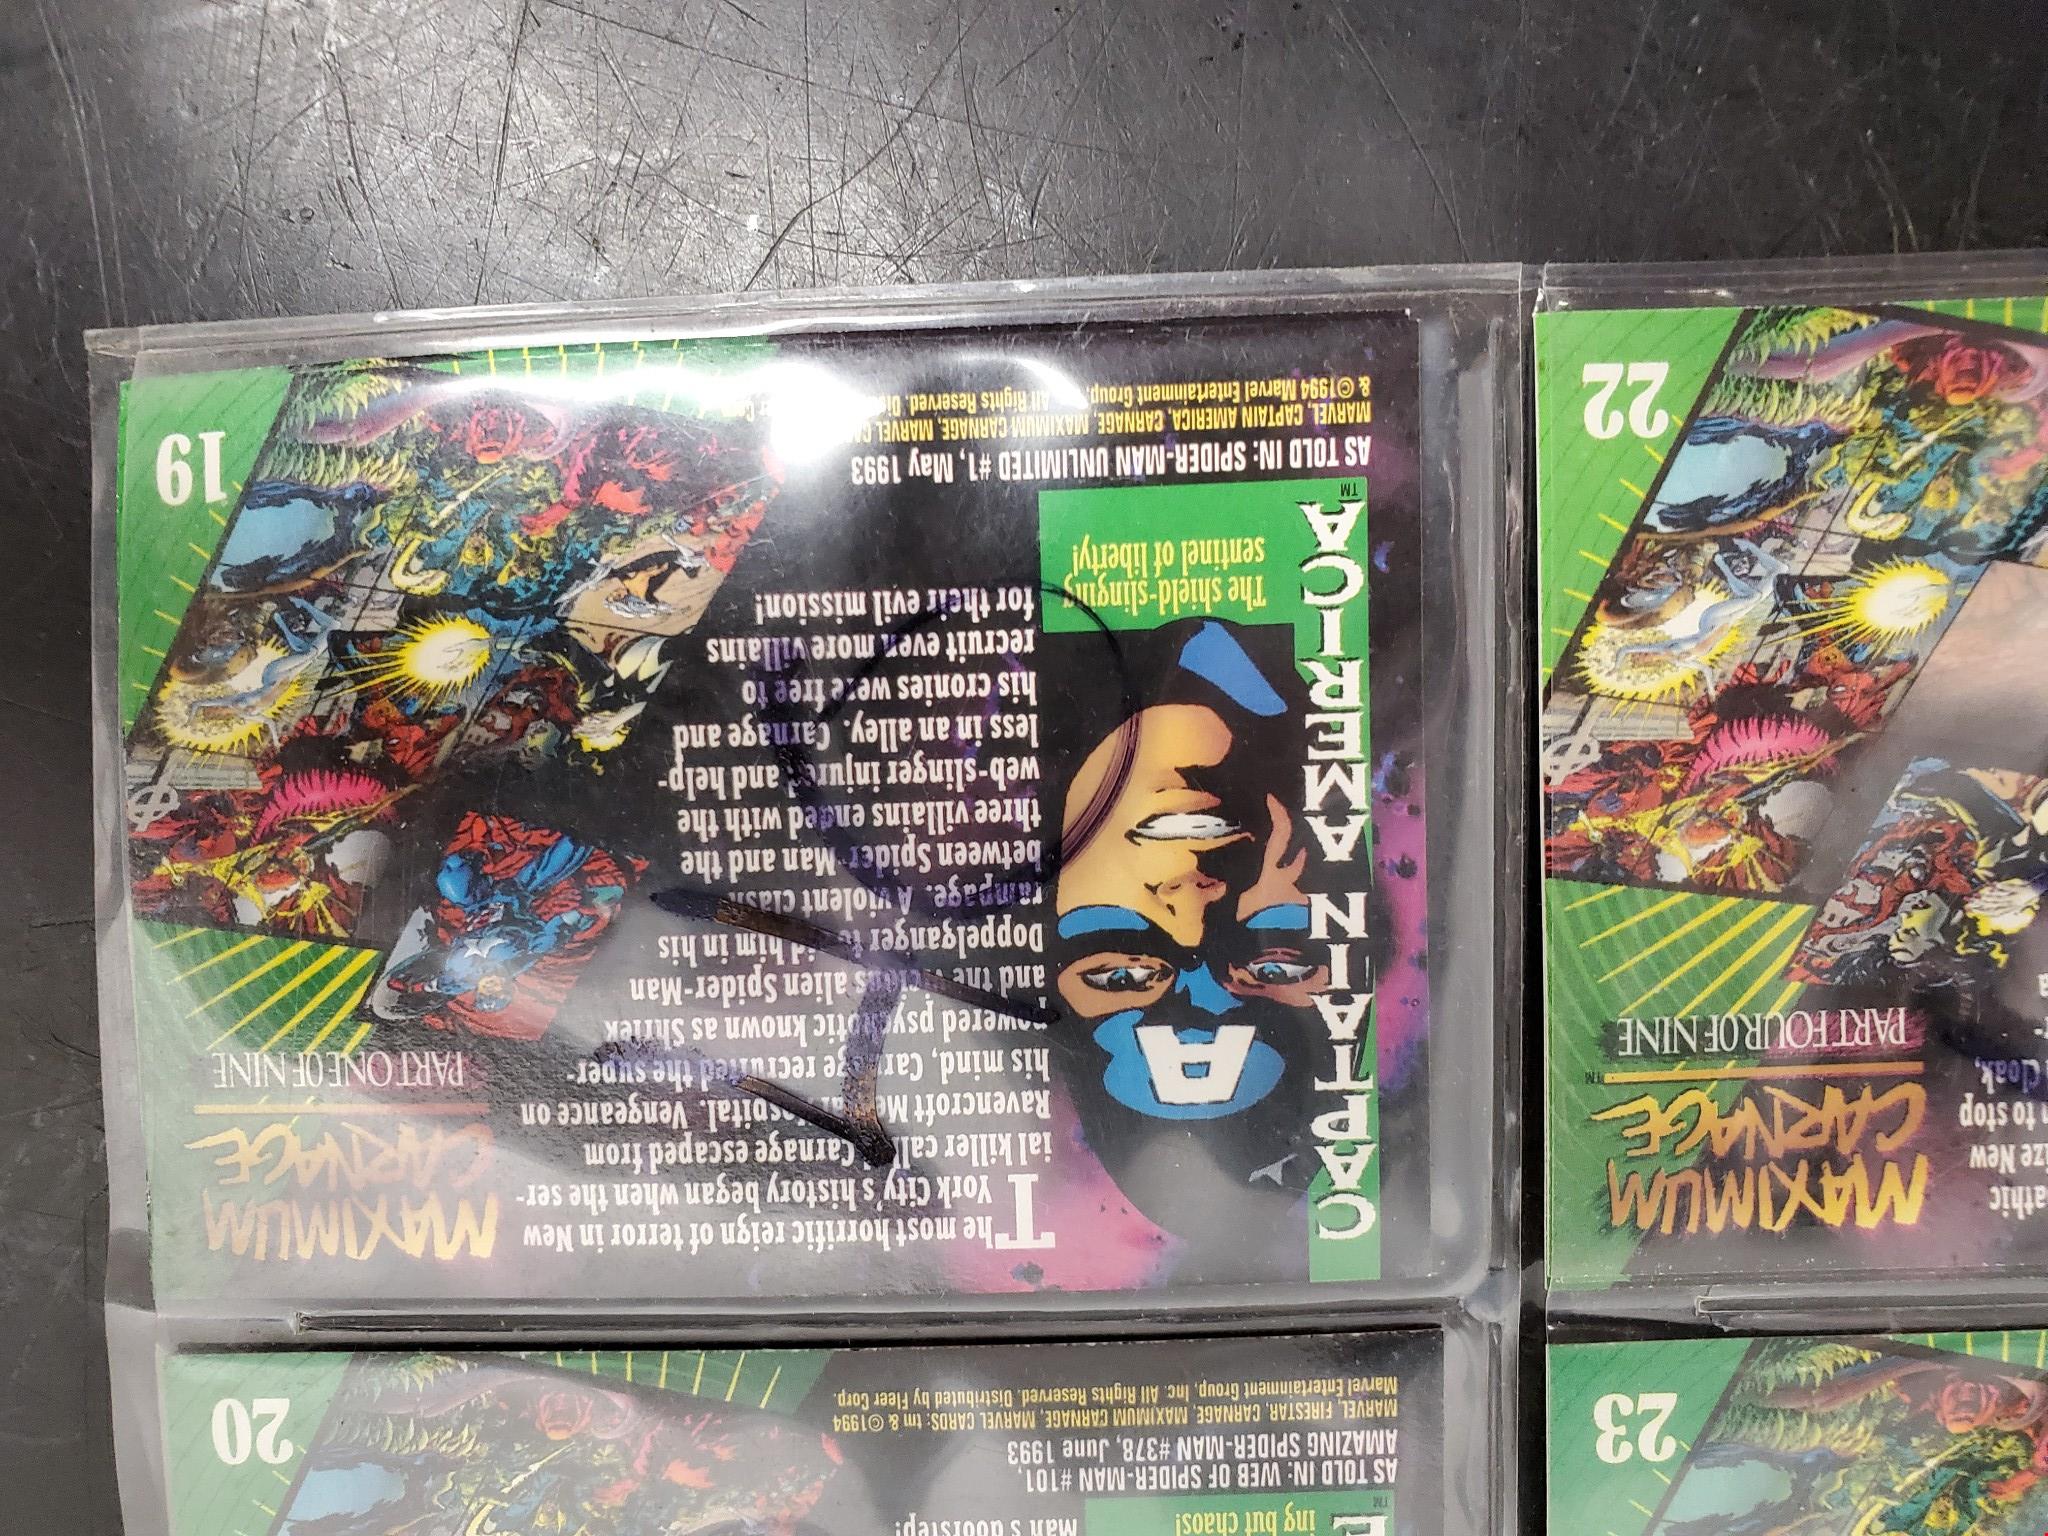 19
MAXIMUM
CARNAGE
PART ONE OF NINE
The most horrific reign of terror in New
York City's history began when the ser-
ial killer called Carnage escaped from
Ravencroft Mental Hospital. Vengeance on
his mind, Carnage recruited the super-
powered psychotic known as Shriek
and the vicious alien Spider-Man
Doppelganger to aid him in his
rampage. A violent clash
between Spider-Man and the
three villains ended with the
web-slinger injured and help-
less in an alley. Carnage and
his cronies were free to
recruit even more villains
for their evil mission!
CAPTAIN AMERICA TM
The shield-slinging
sentinel of liberty!
A
AS TOLD IN: SPIDER-MAN UNLIMITED #1, May 1993
MARVEL, CAPTAIN AMERICA, CARNAGE, MAXIMUM CARNAGE, MARVEL
& ©1994 Marvel Entertainment Group, All Rights Reserved.
22
MAXIMUM
CARNAGE TM
PART FOUR OF NINE
athic
ize New
to stop
Cloak,
20
Man's doorstep!
ing but chaos!
TM
AS TOLD IN: WEB OF SPIDER-MAN #101,
AMAZING SPIDER-MAN #378, June 1993
MARVEL, FIRESTAR, CARNAGE, MAXIMUM CARNAGE, MARVEL CARDS: tm & ©1994
Marvel Entertainment Group, Inc. All Rights Reserved. Distributed by Fleer Corp.
23